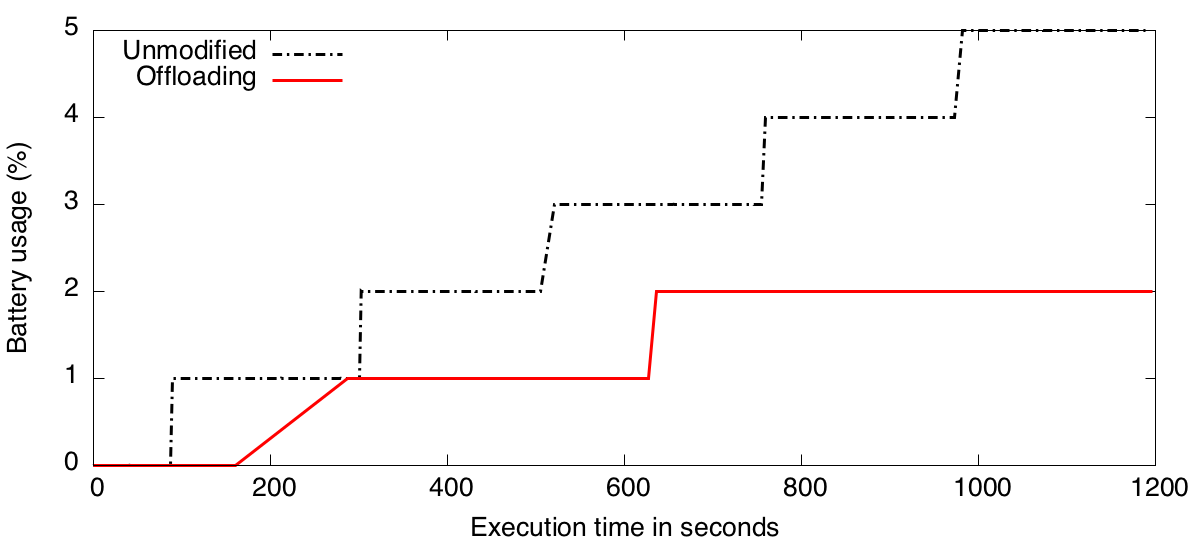 5
Unmodified
Offloading
4
3
2
1
0
Battery usage (%)
0 200 400 600 800 1000 1200
Execution time in seconds